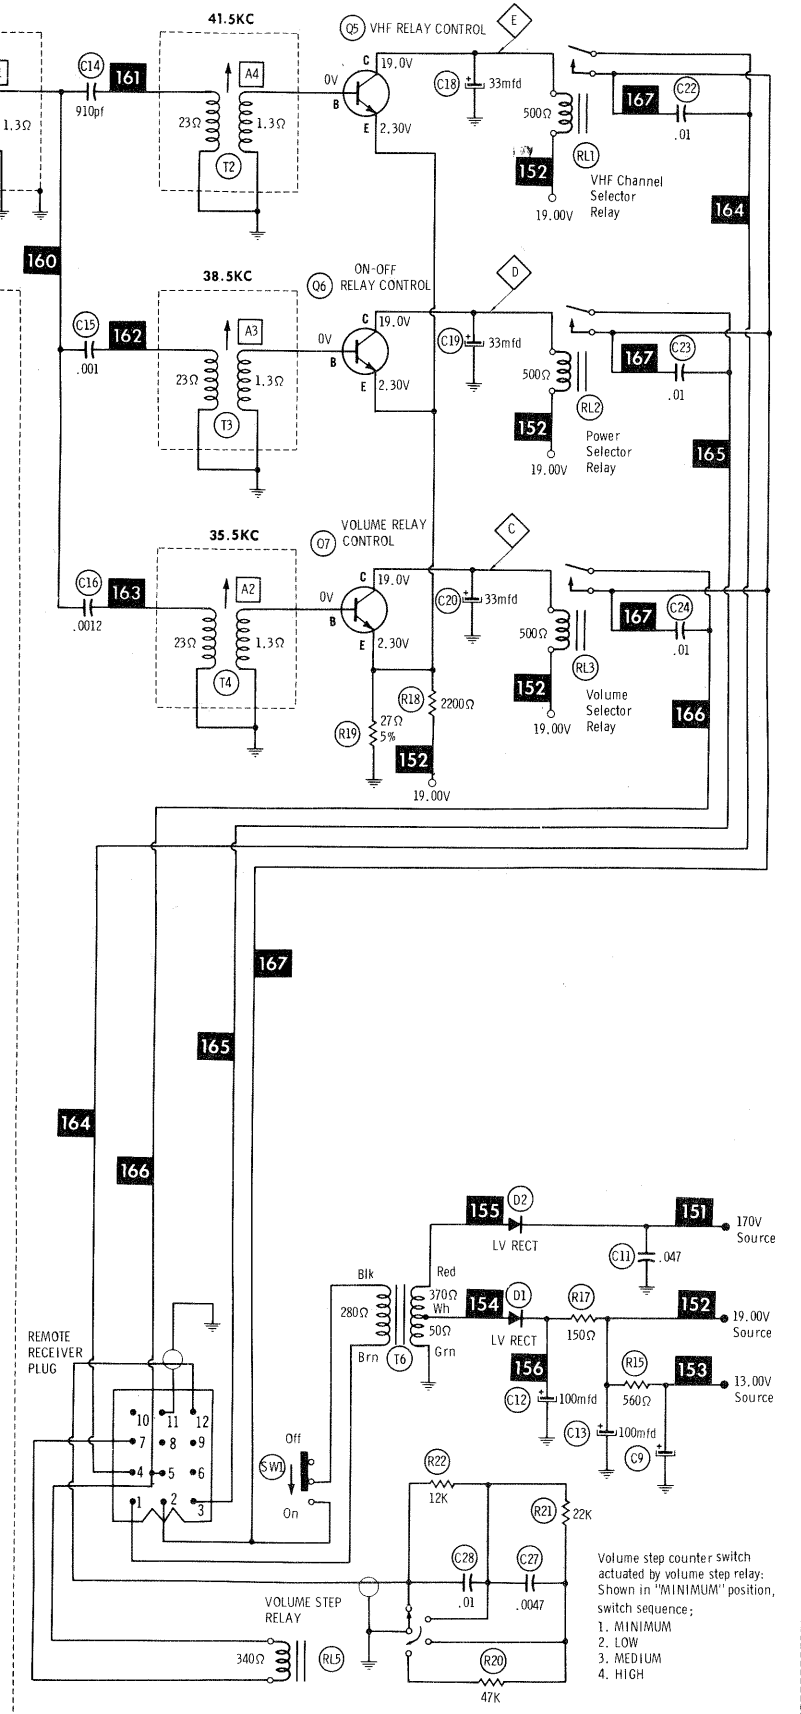 41.5KC
Q5 VHF RELAY CONTROL
E
C14
161
A4
C
19.0V
0V
B
C18
33mfd
167
C22
910pf
1.3Ω
23Ω
1.3Ω
E
2.30V
500Ω
.01
T2
152
RL1
VHF Channel
Selector
Relay
164
19.00V
160
38.5KC
Q6
ON-OFF
RELAY CONTROL
D
C
19.0V
C15
162
A3
0V
B
C19
33mfd
167
C23
.001
23Ω
1.3Ω
E
2.30V
500Ω
.01
T3
RL2
152
Power
Selector
Relay
165
19.00V
35.5KC
Q7
VOLUME RELAY
CONTROL
C
C
19.0V
C16
163
A2
0V
B
C20
33mfd
167
C24
.0012
23Ω
1.3Ω
E
2.30V
500Ω
.01
T4
RL3
152
Volume
Selector
Relay
166
R18
2200Ω
R19
27Ω
5%
152
19.00V
19.00V
167
165
164
166
155
D2
LV RECT
151
170V
Source
C11
.047
Blk
Red
280Ω
370Ω
Wh
50Ω
Brn
Grn
T6
154
D1
LV RECT
R17
150Ω
152
19.00V
Source
156
R15
560Ω
153
13.00V
Source
C12
100mfd
C13
100mfd
C9
REMOTE
RECEIVER
PLUG
10 11 12
7 8 9
4 5 6
1 2 3
Off
SW1
On
R22
12K
R21
22K
C28
.01
C27
.0047
VOLUME STEP
RELAY
340Ω
RL5
R20
47K
Volume step counter switch
actuated by volume step relay:
Shown in "MINIMUM" position,
switch sequence;
1. MINIMUM
2. LOW
3. MEDIUM
4. HIGH